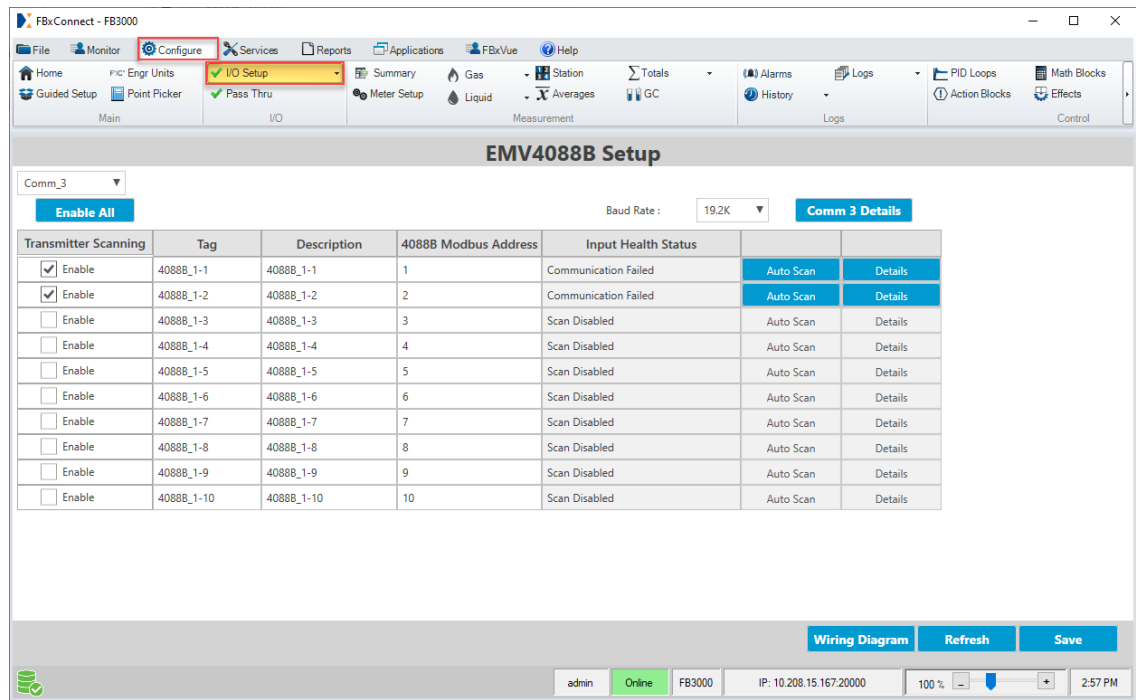 FBxConnect - FB3000
File Monitor Configure Services Reports Applications FBxVue Help
Home Engr Units I/O Setup Summary Gas Station Totals Alarms Logs PID Loops Math Blocks
Guided Setup Point Picker Pass Thru Meter Setup Liquid Averages GC History Action Blocks Effects
Main I/O Measurement Logs Control
EMV4088B Setup
Comm_3
Enable All Baud Rate : 19.2K Comm 3 Details
Transmitter Scanning Tag Description 4088B Modbus Address Input Health Status
Enable 4088B_1-1 4088B_1-1 1 Communication Failed Auto Scan Details
Enable 4088B_1-2 4088B_1-2 2 Communication Failed Auto Scan Details
Enable 4088B_1-3 4088B_1-3 3 Scan Disabled Auto Scan Details
Enable 4088B_1-4 4088B_1-4 4 Scan Disabled Auto Scan Details
Enable 4088B_1-5 4088B_1-5 5 Scan Disabled Auto Scan Details
Enable 4088B_1-6 4088B_1-6 6 Scan Disabled Auto Scan Details
Enable 4088B_1-7 4088B_1-7 7 Scan Disabled Auto Scan Details
Enable 4088B_1-8 4088B_1-8 8 Scan Disabled Auto Scan Details
Enable 4088B_1-9 4088B_1-9 9 Scan Disabled Auto Scan Details
Enable 4088B_1-10 4088B_1-10 10 Scan Disabled Auto Scan Details
Wiring Diagram Refresh Save
admin Online FB3000 IP: 10.208.15.167:20000 100 % - + 2:57 PM